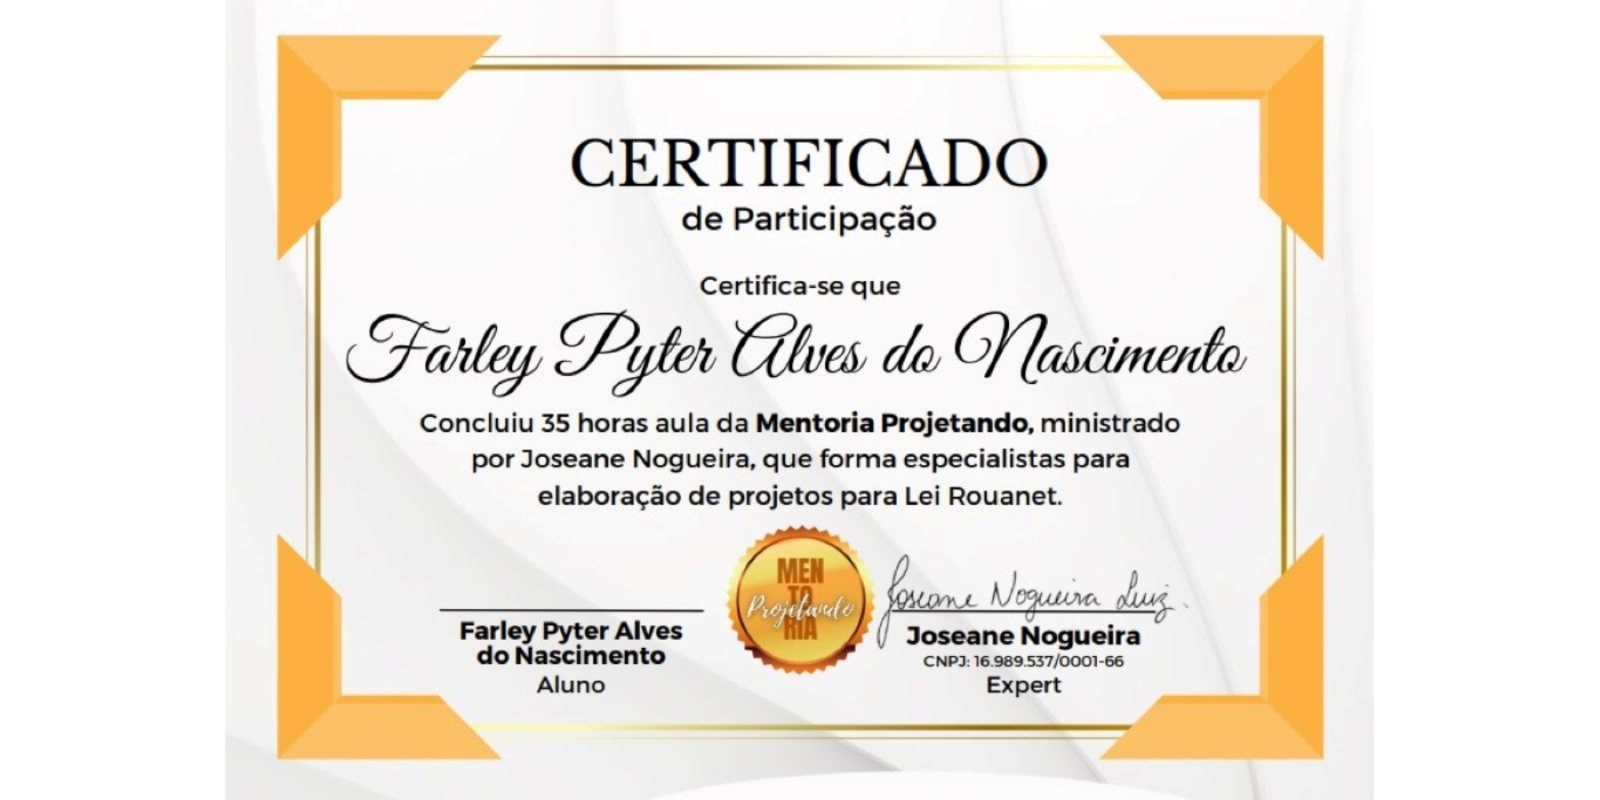 CERTIFICADO
de Participação
Certifica-se que
Farley Pyter Alves do Nascimento
Concluiu 35 horas aula da Mentoria Projetando, ministrado
por Joseane Nogueira, que forma especialistas para
elaboração de projetos para Lei Rouanet.
MEN
TO
Projetando
RIA
Joseane Nogueira Luiz.
Farley Pyter Alves
do Nascimento
Aluno
Joseane Nogueira
CNPJ: 16.989.537/0001-66
Expert